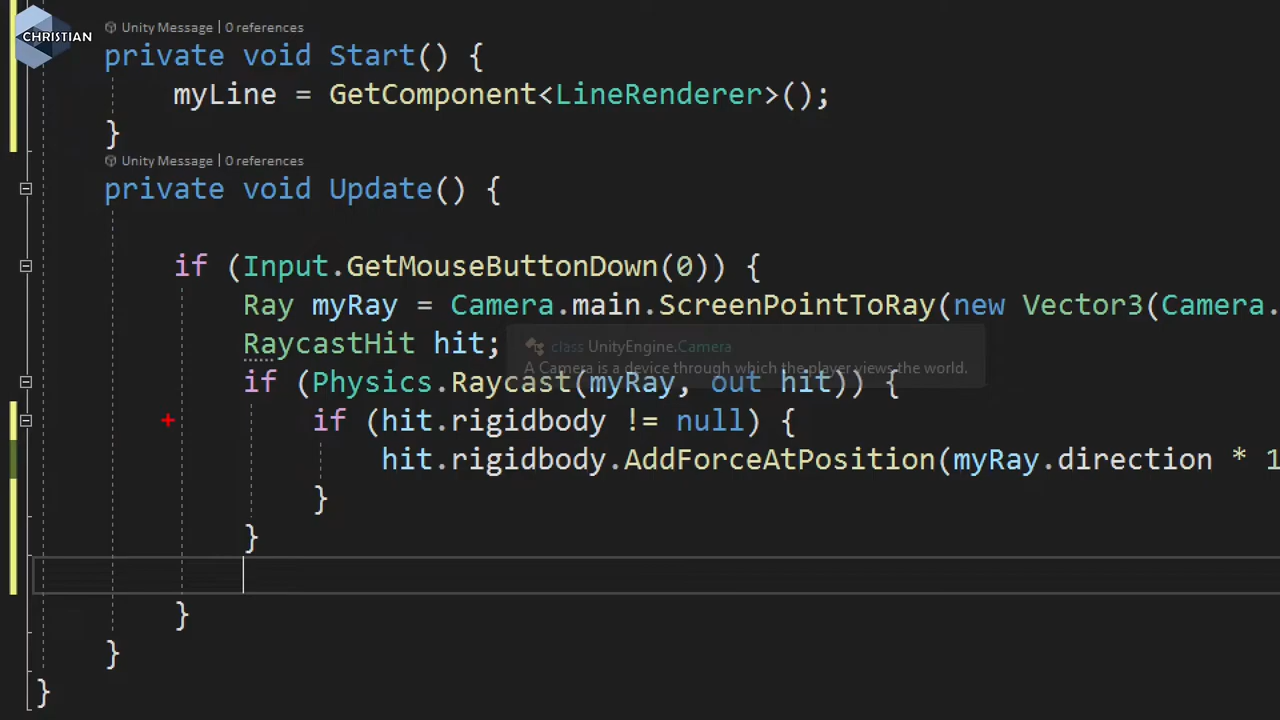 CHRISTIAN
Unity Message | 0 references
private void Start() {
myLine = GetComponent<LineRenderer>();
}
Unity Message | 0 references
private void Update() {
if (Input.GetMouseButtonDown(0)) {
Ray myRay = Camera.main.ScreenPointToRay(new Vector3(Camera.
RaycastHit hit;
class UnityEngine.Camera
A Camera is a device through which the player views the world.
if (Physics.Raycast(myRay, out hit)) {
if (hit.rigidbody != null) {
hit.rigidbody.AddForceAtPosition(myRay.direction * 1
}
}
}
}
}